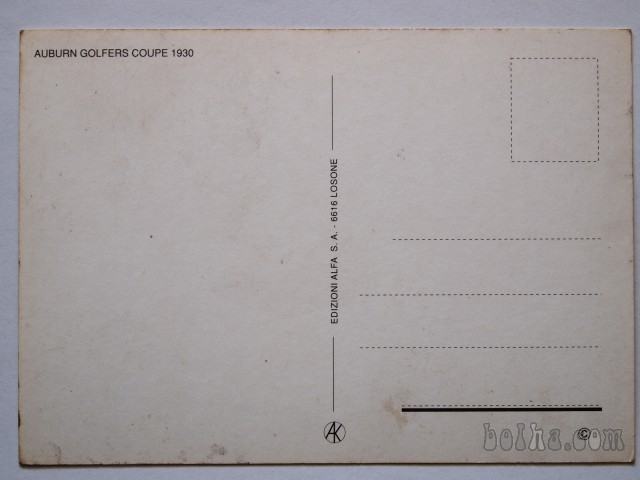 AUBURN GOLFERS COUPE 1930
EDIZIONI ALFA S. A. - 6616 LOSONE
AK
©
bolha.com